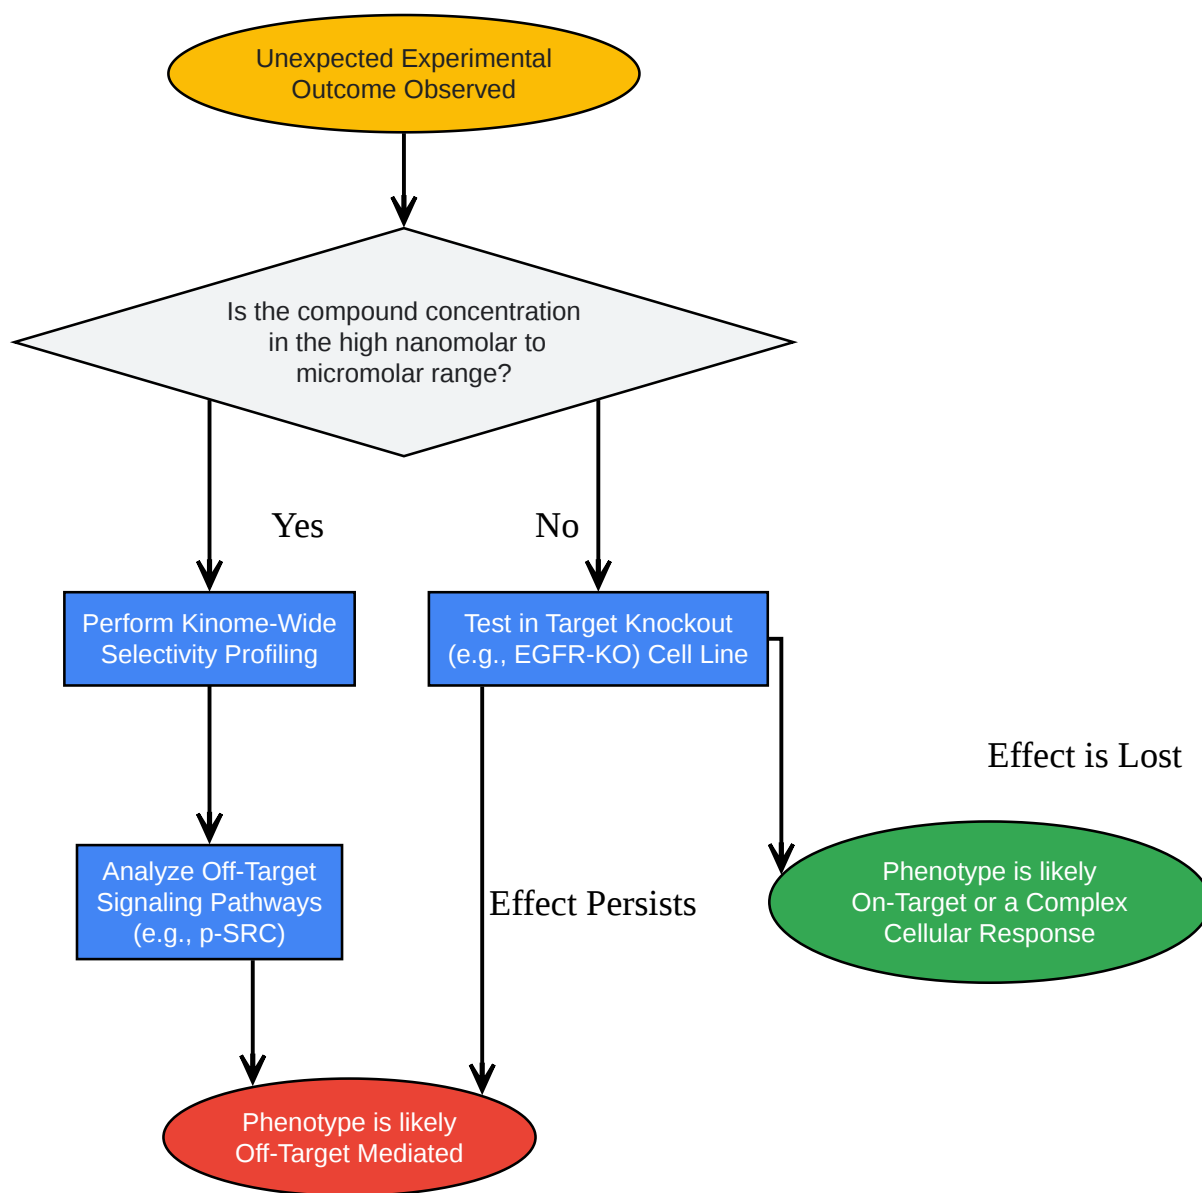 Unexpected Experimental
Outcome Observed
Is the compound concentration
in the high nanomolar to
micromolar range?
Yes
No
Perform Kinome-Wide
Selectivity Profiling
Test in Target Knockout
(e.g., EGFR-KO) Cell Line
Effect is Lost
Analyze Off-Target
Signaling Pathways
(e.g., p-SRC)
Effect Persists
Phenotype is likely
On-Target or a Complex
Cellular Response
Phenotype is likely
Off-Target Mediated